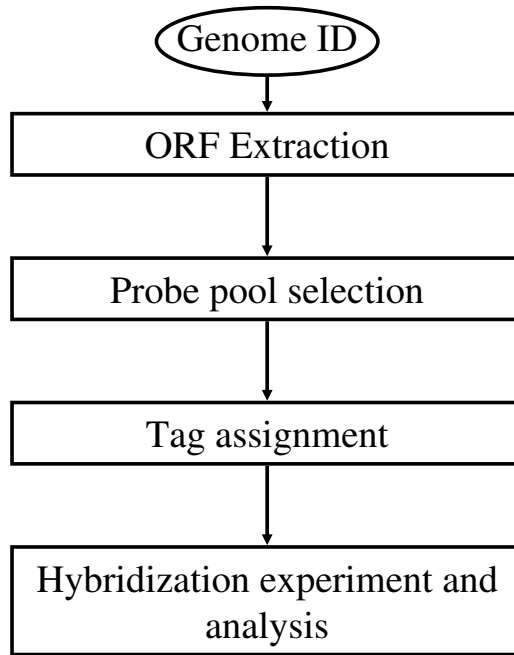 Genome ID
ORF Extraction
Probe pool selection
Tag assignment
Hybridization experiment and
analysis